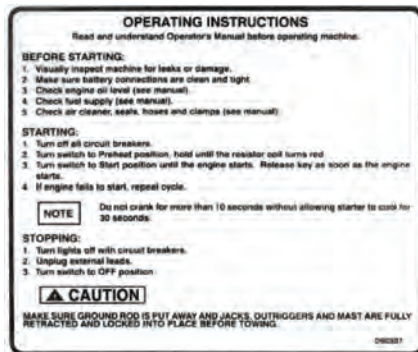 OPERATING INSTRUCTIONS
Read and understand Operator's Manual before operating machine.
BEFORE STARTING:
1. Visually inspect machine for leaks or damage.
2. Make sure battery connections are clean and tight
3. Check engine oil level (see manual).
4. Check fuel supply (see manual).
5. Check air cleaner, seals, hoses and clamps (see manual)
STARTING:
1. Turn off all circuit breakers.
2. Turn switch to Preheat position, hold until the resistor coil turns red
3. Turn switch to Start position until the engine starts. Release key as soon as the engine
starts.
4. If engine fails to start, repeat cycle.
NOTE
Do not crank for more than 10 seconds without allowing starter to cool for
30 seconds.
STOPPING:
1. Turn lights off with circuit breakers.
2. Unplug external leads.
3. Turn switch to OFF position
CAUTION
MAKE SURE GROUND ROD IS PUT AWAY AND JACKS, OUTRIGGERS AND MAST ARE FULLY
RETRACTED AND LOCKED INTO PLACE BEFORE TOWING.